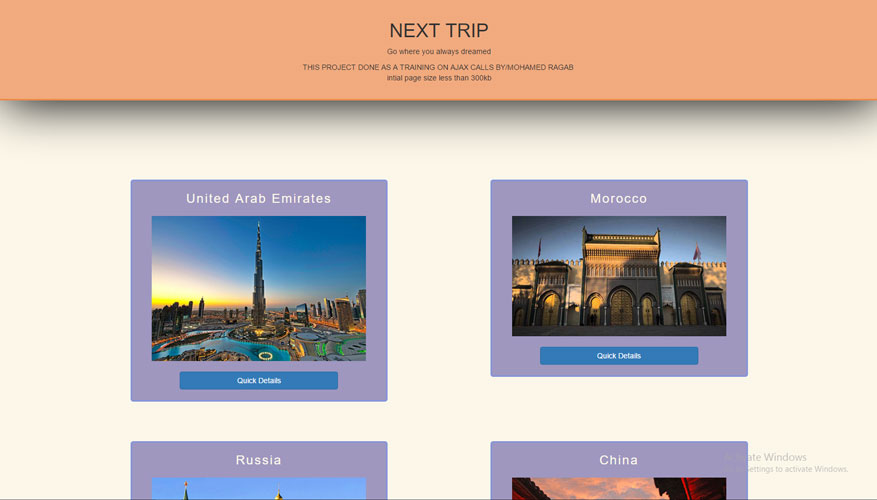 NEXT TRIP
Go where you always dreamed
THIS PROJECT DONE AS A TRAINING ON AJAX CALLS BY/MOHAMED RAGAB
intial page size less than 300kb
United Arab Emirates
Morocco
Quick Details
Quick Details
Russia
China
Activate Windows
Go to Settings to activate Windows.